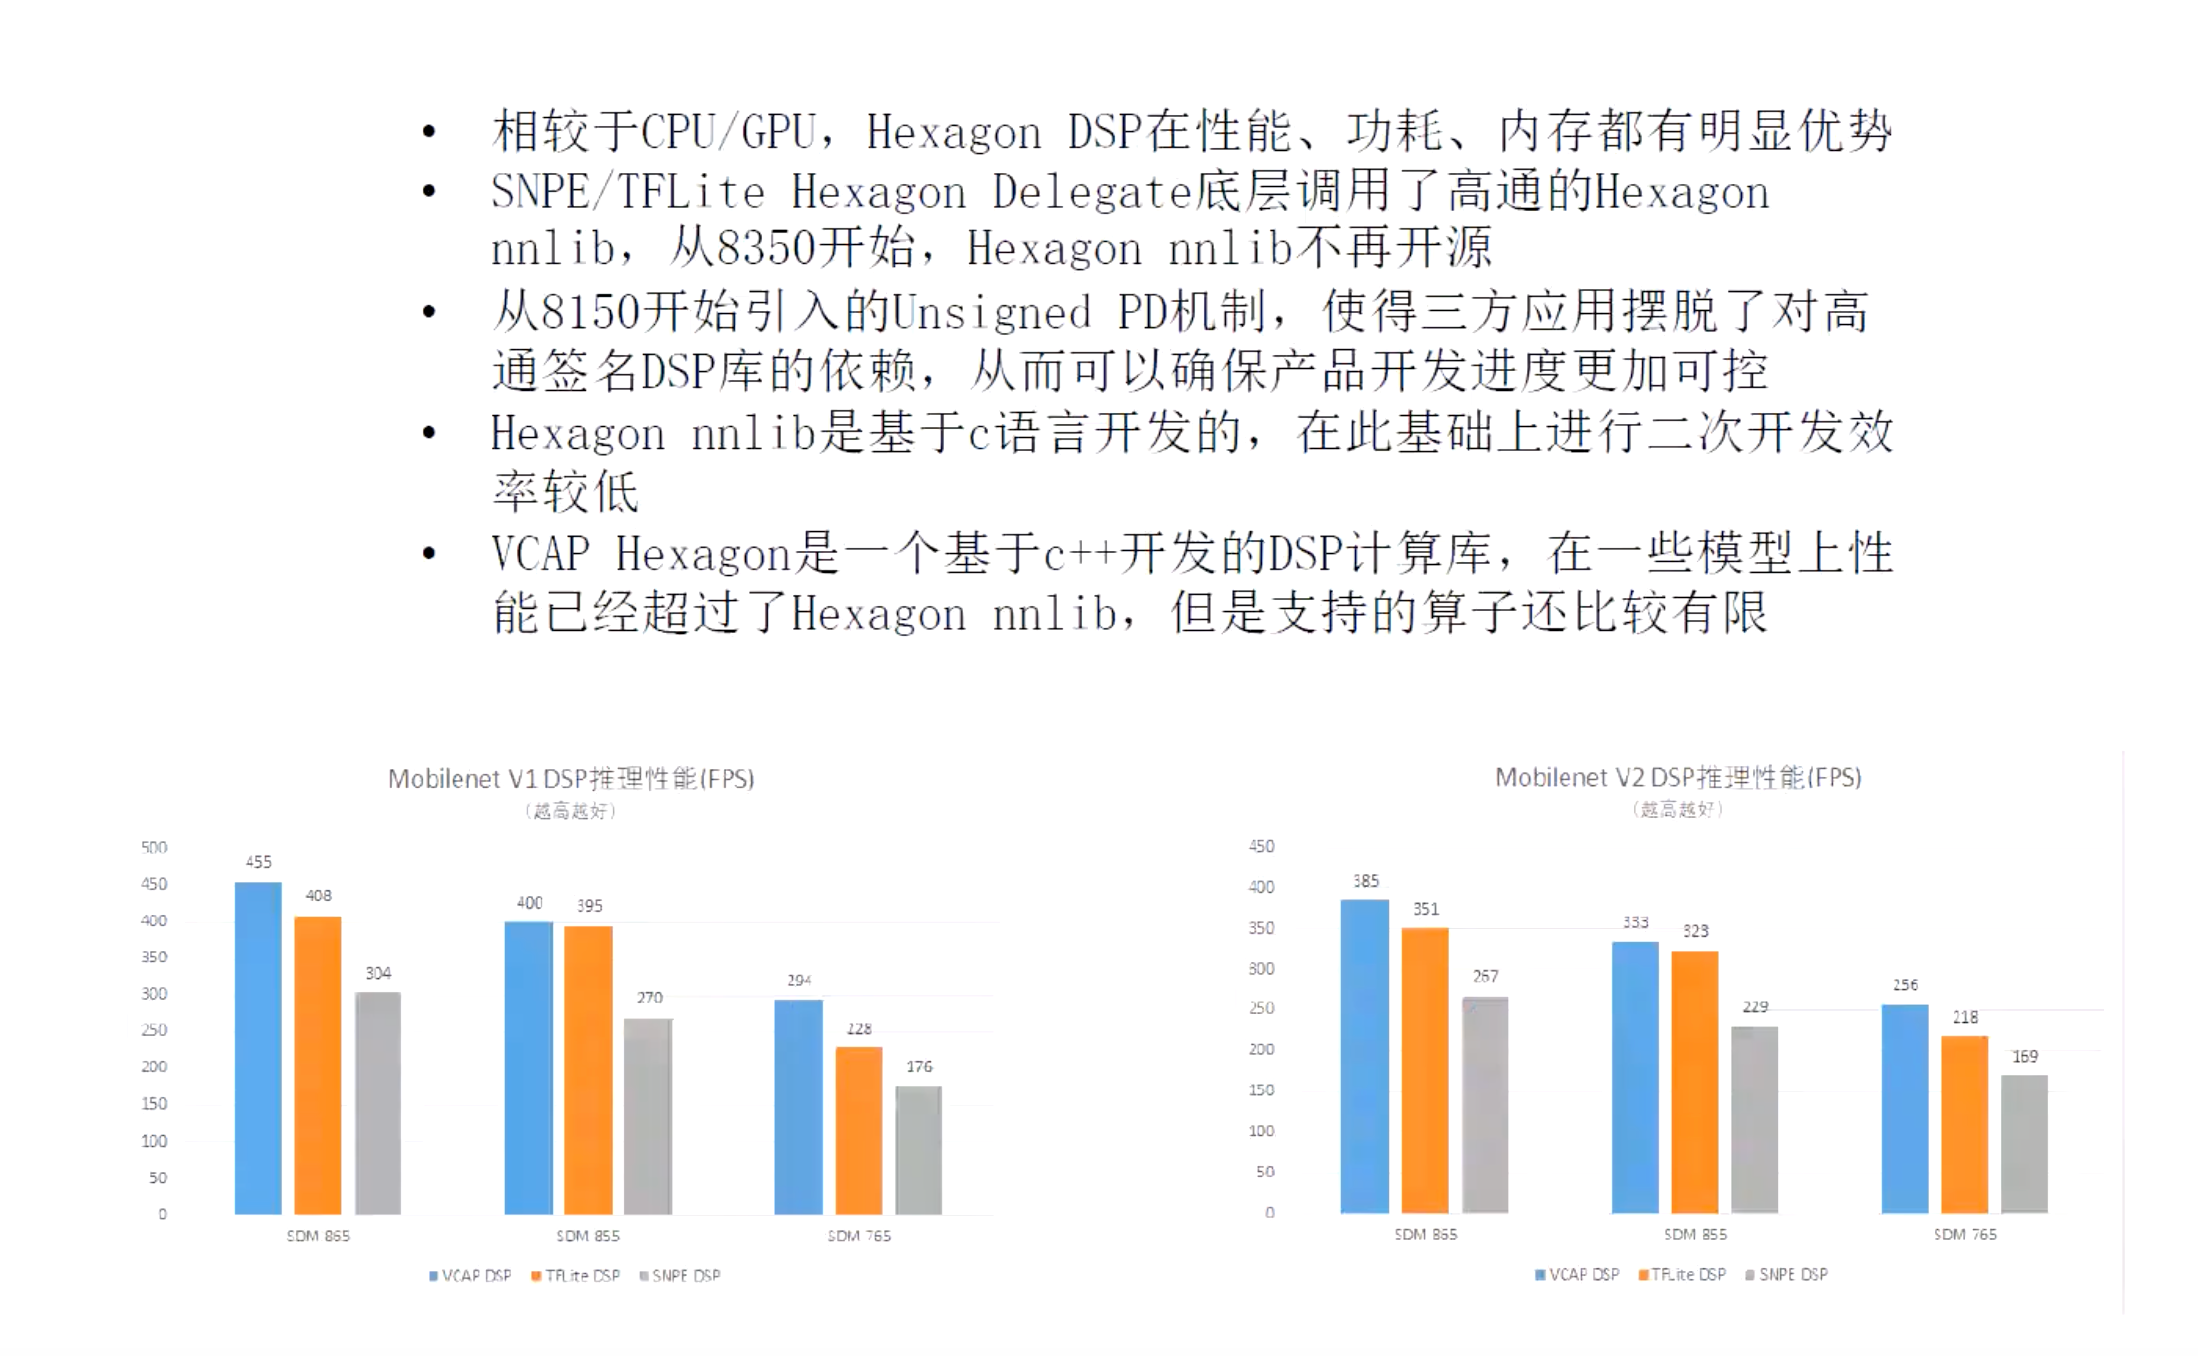 • 相较于CPU/GPU，Hexagon DSP在性能、功耗、内存都有明显优势
• SNPE/TFLite Hexagon Delegate底层调用了高通的Hexagon
nnlib，从8350开始，Hexagon nnlib不再开源
• 从8150开始引入的Unsigned PD机制，使得三方应用摆脱了对高
通签名DSP库的依赖，从而可以确保产品开发进度更加可控
• Hexagon nnlib是基于c语言开发的，在此基础上进行二次开发效
率较低
• VCAP Hexagon是一个基于c++开发的DSP计算库，在一些模型上性
能已经超过了Hexagon nnlib，但是支持的算子还比较有限
Mobilenet V1 DSP推理性能(FPS)
（越高越好）
500
450
400
350
300
250
200
150
100
50
0
455
408
304
400
395
270
294
228
176
SDM 865
SDM 855
SDM 765
VCAP DSP TFLite DSP SNPE DSP
Mobilenet V2 DSP推理性能(FPS)
（越高越好）
450
400
350
300
250
200
150
100
50
0
385
351
267
333
323
229
256
218
169
SDM 865
SDM 855
SDM 765
VCAP DSP TFLite DSP SNPE DSP